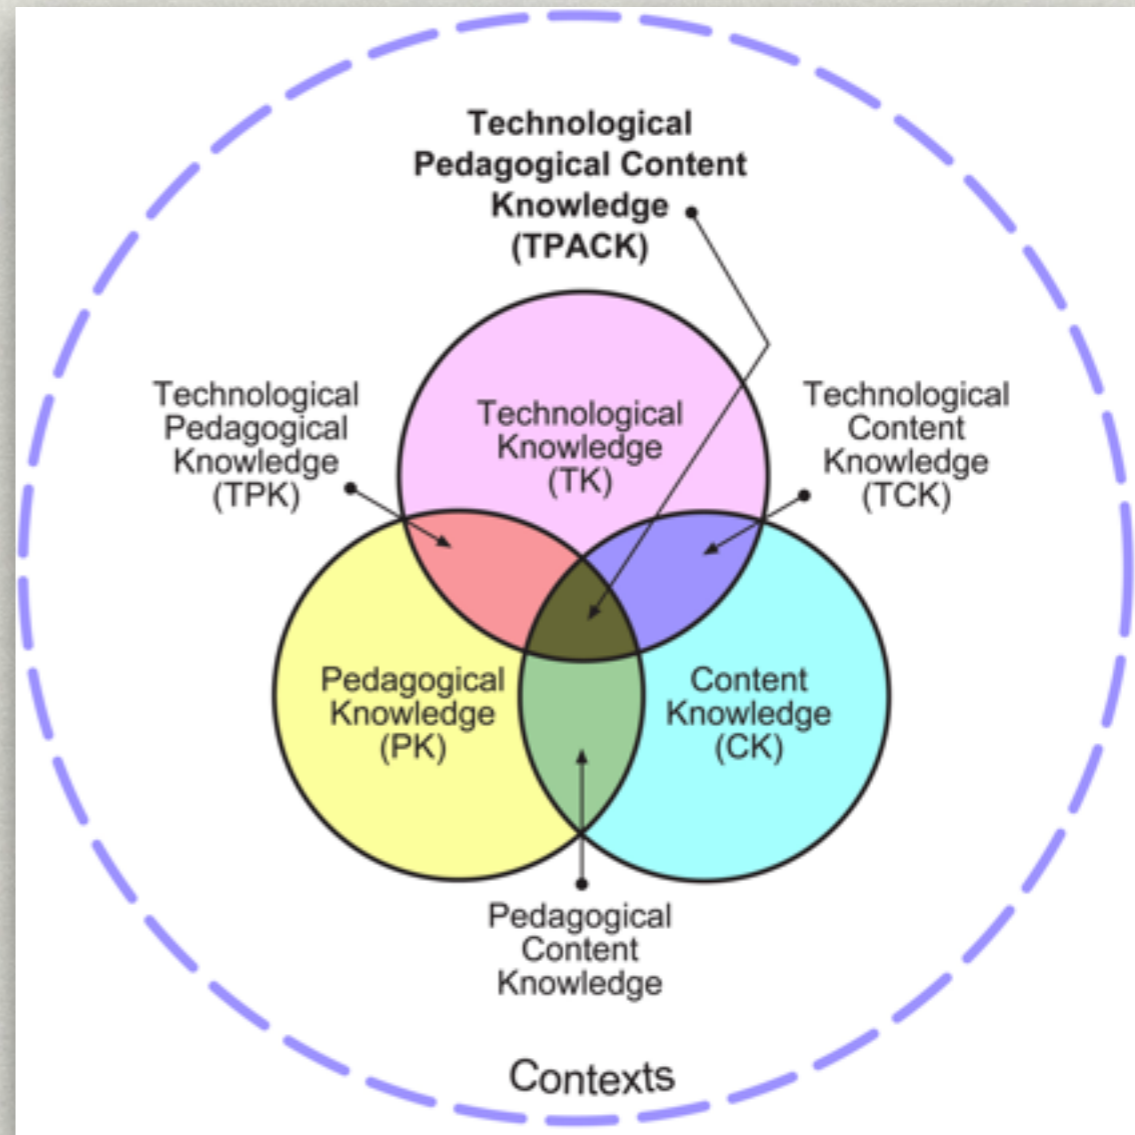 Technological
Pedagogical Content
Knowledge
(TPACK)
Technological
Pedagogical
Knowledge
(TPK)
Technological
Knowledge
(TK)
Technological
Content
Knowledge
(TCK)
Pedagogical
Knowledge
(PK)
Content
Knowledge
(CK)
Pedagogical
Content
Knowledge
Contexts